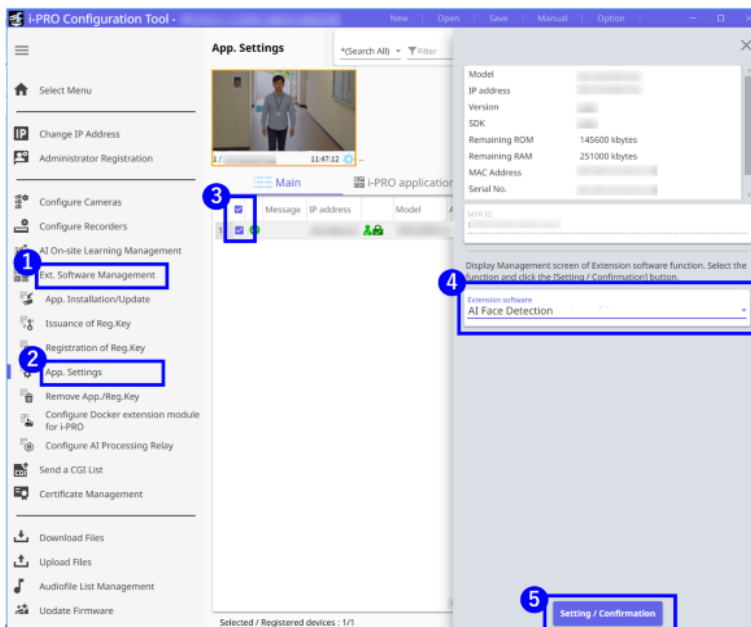 i-PRO Configuration Tool -
New
Open
Save
Manual
Option
Select Menu
IP Change IP Address
Administrator Registration
Configure Cameras
Configure Recorders
AI On-site Learning Management
1
Ext. Software Management
App. Installation/Update
Issuance of Reg.Key
Registration of Reg.Key
2
App. Settings
Remove App./Reg.Key
Configure Docker extension module
for i-PRO
Configure AI Processing Relay
CGI Send a CGI List
Certificate Management
Download Files
Upload Files
Audiofile List Management
Update Firmware
App. Settings
*(Search All)
Filter
1 /
11:47:12
Main
i-PRO application
3
Message
IP address
Model
A
1
Selected / Registered devices : 1/1
Model
IP address
Version
SDK
Remaining ROM 145600 kbytes
Remaining RAM 251000 kbytes
MAC Address
Serial No.
MPR ID
Display Management screen of Extension software function. Select the
function and click the [Setting / Confirmation] button.
4
Extension software
AI Face Detection
5
Setting / Confirmation